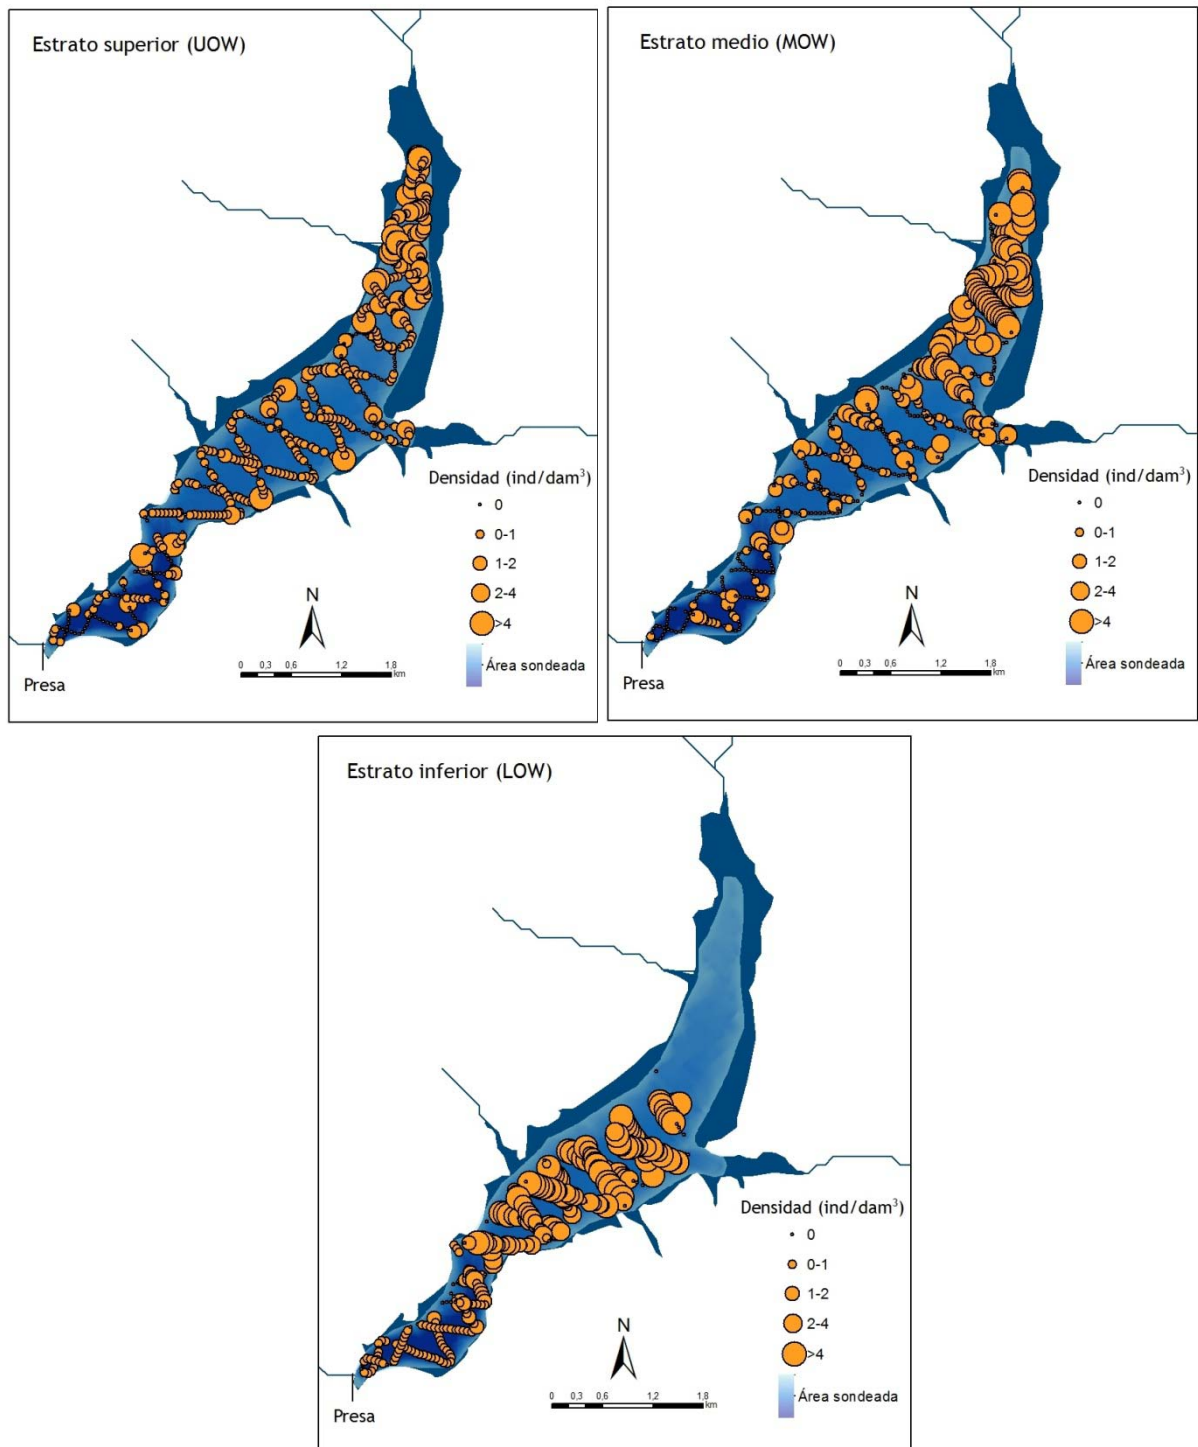 Estrato superior (UOW)
Densidad (ind/dam³)
0
0-1
1-2
2-4
>4
N
Área sondeada
0 0,3 0,6 1,2 1,8
km
Presa
Estrato medio (MOW)
Densidad (ind/dam³)
0
0-1
1-2
2-4
>4
N
Área sondeada
0 0,3 0,6 1,2 1,8
km
Presa
Estrato inferior (LOW)
Densidad (ind/dam³)
0
0-1
1-2
2-4
>4
N
Área sondeada
0 0,3 0,6 1,2 1,8
km
Presa